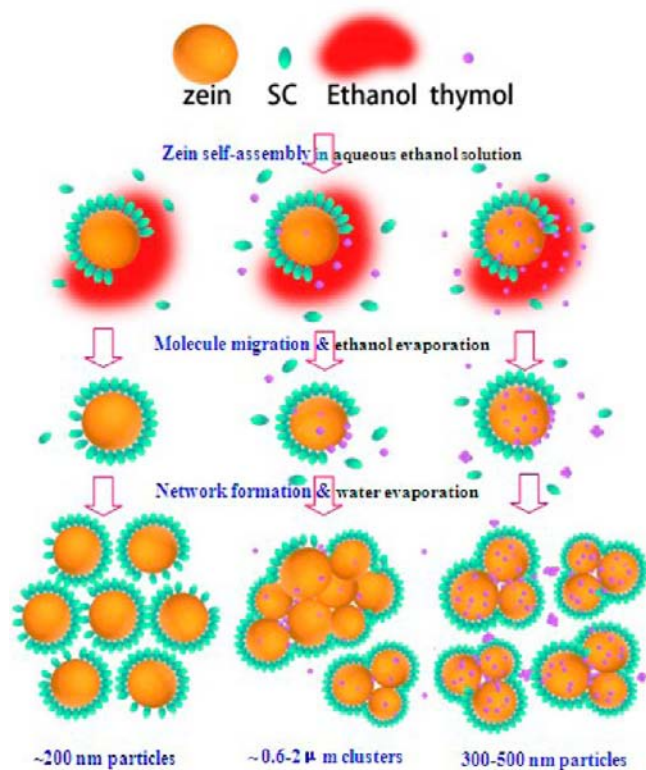 zein SC Ethanol thymol
Zein self-assembly in aqueous ethanol solution
Molecule migration & ethanol evaporation
Network formation & water evaporation
~200 nm particles ~0.6-2 μm clusters 300-500 nm particles